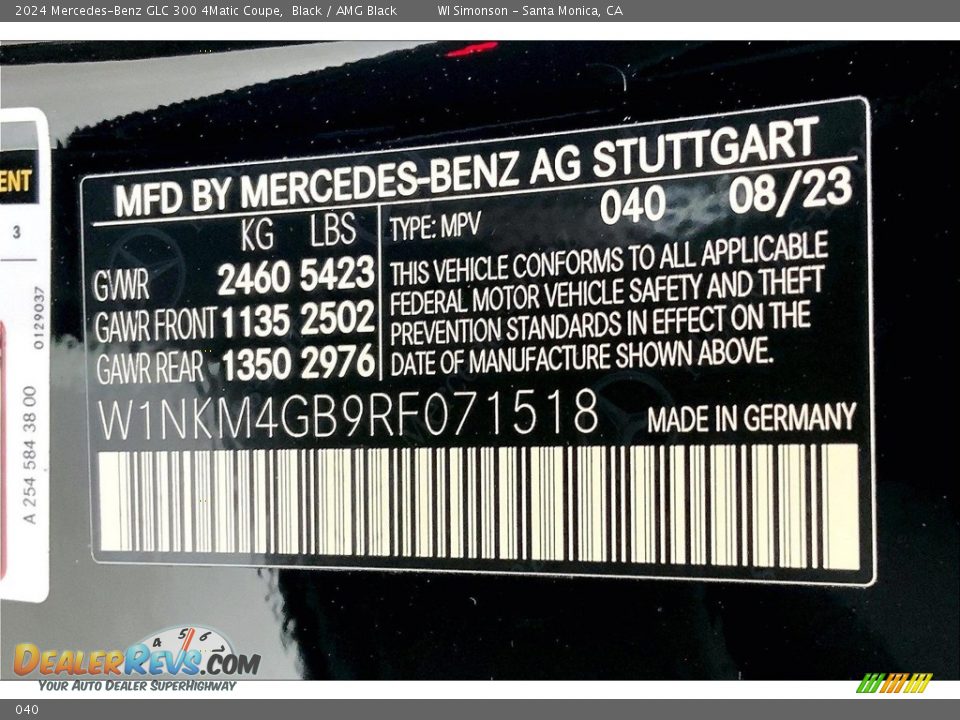 2024 Mercedes-Benz GLC 300 4Matic Coupe, Black / AMG Black WI Simonson - Santa Monica, CA
ENT
3
0129037
A 254 584 38 00
MFD BY MERCEDES-BENZ AG STUTTGART
KG LBS
GVWR 2460 5423
GAWR FRONT 1135 2502
GAWR REAR 1350 2976
TYPE: MPV 040 08/23
THIS VEHICLE CONFORMS TO ALL APPLICABLE
FEDERAL MOTOR VEHICLE SAFETY AND THEFT
PREVENTION STANDARDS IN EFFECT ON THE
DATE OF MANUFACTURE SHOWN ABOVE.
W1NKM4GB9RF071518 MADE IN GERMANY
4 5 6 7
DEALERREVS.COM
YOUR AUTO DEALER SUPERHIGHWAY
040